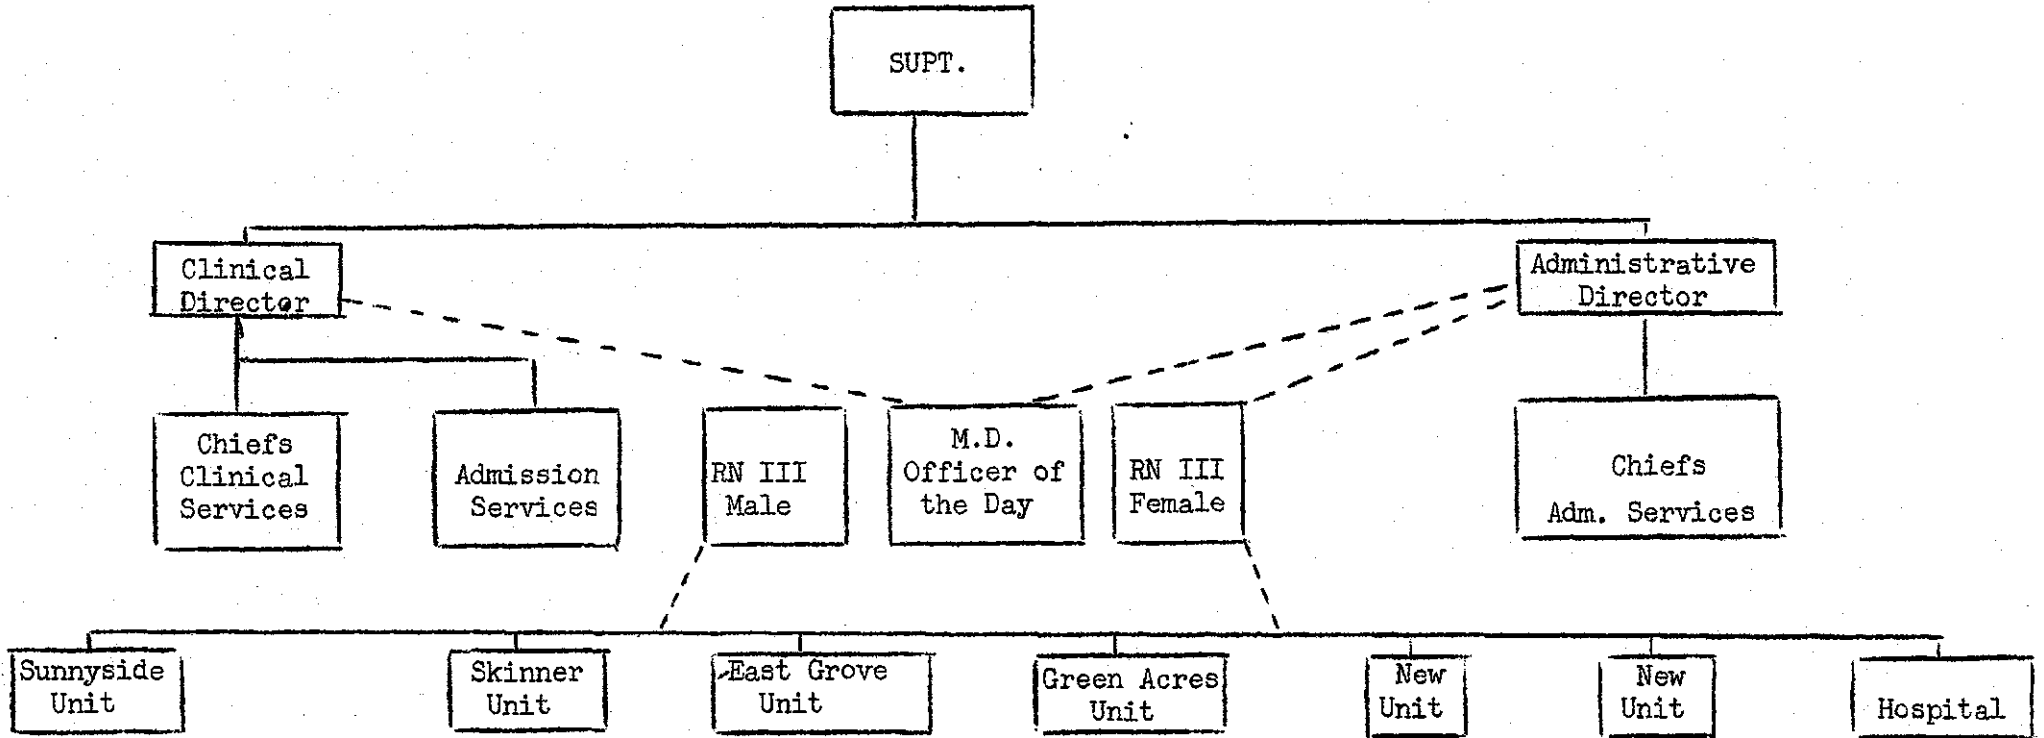 SUPT.
Clinical
Director
Administrative
Director
Chiefs
Clinical
Services
Admission
Services
RN III
Male
M.D.
Officer of
the Day
RN III
Female
Chiefs
Adm. Services
Sunnyside
Unit
Skinner
Unit
East Grove
Unit
Green Acres
Unit
New
Unit
New
Unit
Hospital